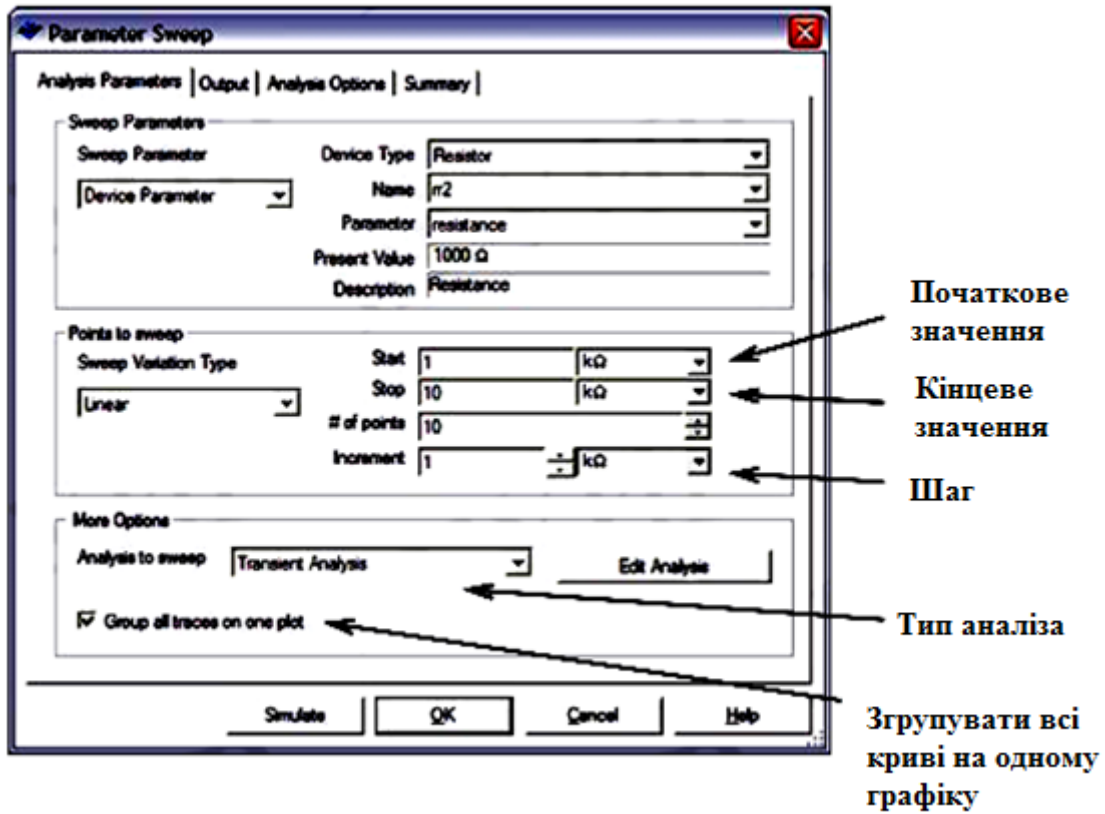 Parameter Sweep
Analysis Parameters Output Analysis Options Summary
Sweep Parameters
Sweep Parameter
Device Parameter
Device Type Resistor
Name rr2
Parameter resistance
Present Value 1000 Ω
Description Resistance
Points to sweep
Sweep Variation Type
Linear
Start 1 kΩ
Stop 10 kΩ
# of points 10
Increment 1 kΩ
More Options
Analysis to sweep Transient Analysis Edit Analysis
Group all traces on one plot
Simulate OK Cancel Help
Початкове
значення
Кінцеве
значення
Шаг
Тип аналіза
Згрупувати всі
криві на одному
графіку